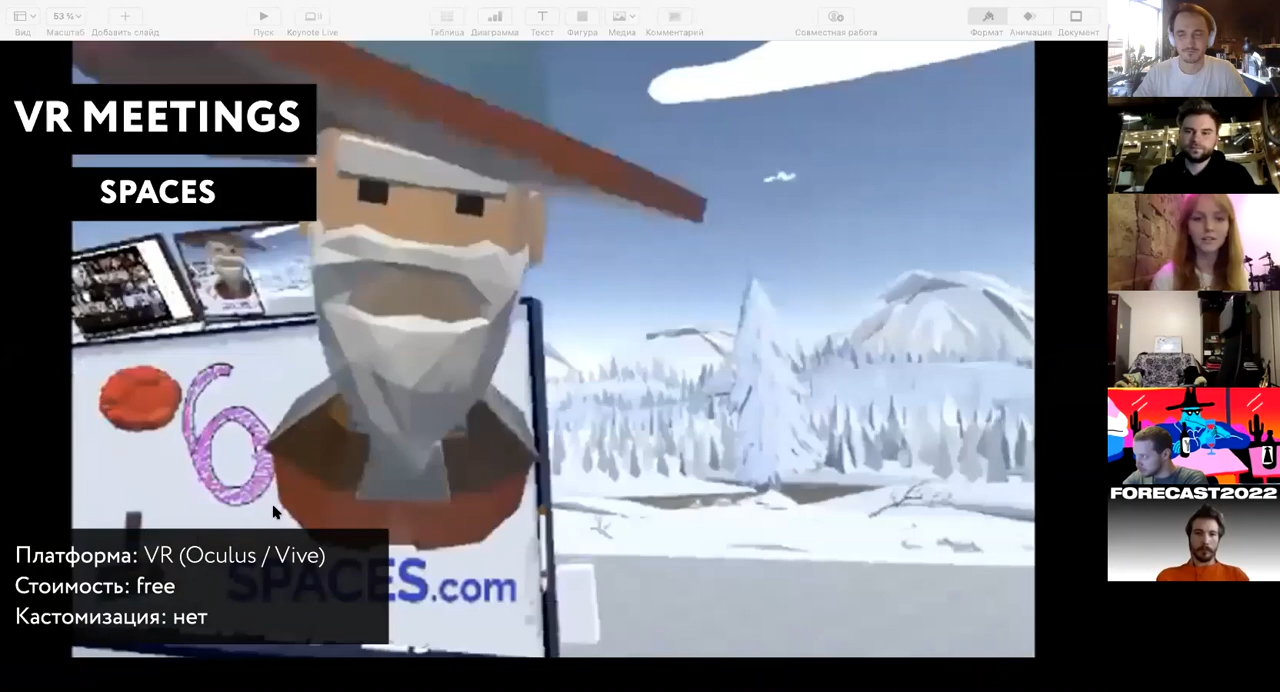 Вид
53 %
Масштаб
Добавить слайд
Пуск
Keynote Live
Таблица
Диаграмма
Текст
Фигура
Медиа
Комментарий
Совместная работа
Формат
Анимация
Документ
VR MEETINGS
SPACES
6
SPACES.com
Платформа: VR (Oculus / Vive)
Стоимость: free
Кастомизация: нет
FORECAST2022